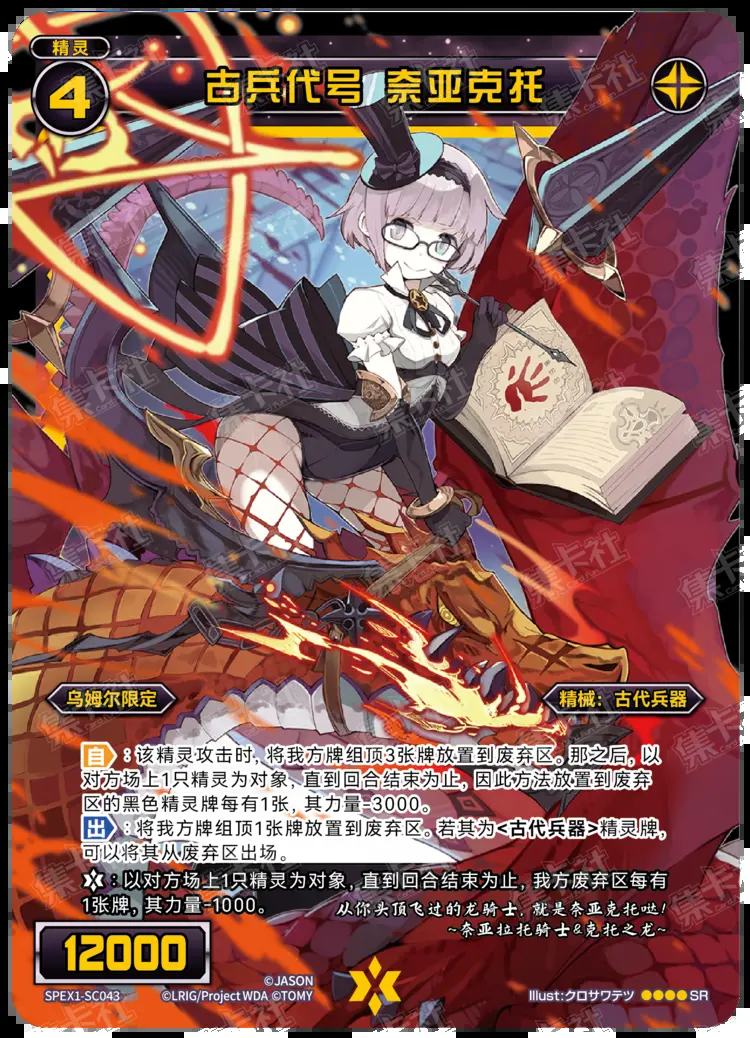 精灵
4
古兵代号 奈亚克托
乌姆尔限定
精械：古代兵器
自：该精灵攻击时，将我方牌组顶3张牌放置到废弃区。那之后，以
对方场上1只精灵为对象，直到回合结束为止，因此方法放置到废弃
区的黑色精灵牌每有1张，其力量-3000。
出：将我方牌组顶1张牌放置到废弃区。若其为<古代兵器>精灵牌，
可以将其从废弃区出场。
：以对方场上1只精灵为对象，直到回合结束为止，我方废弃区每有
1张牌，其力量-1000。
从你头顶飞过的龙骑士，就是奈亚克托哒！
~奈亚拉托骑士&克托之龙~
12000
©JASON
SPEX1-SC043
©LRIG/Project WDA ©TOMY
Illust:クロサワテツ
SR
集卡社